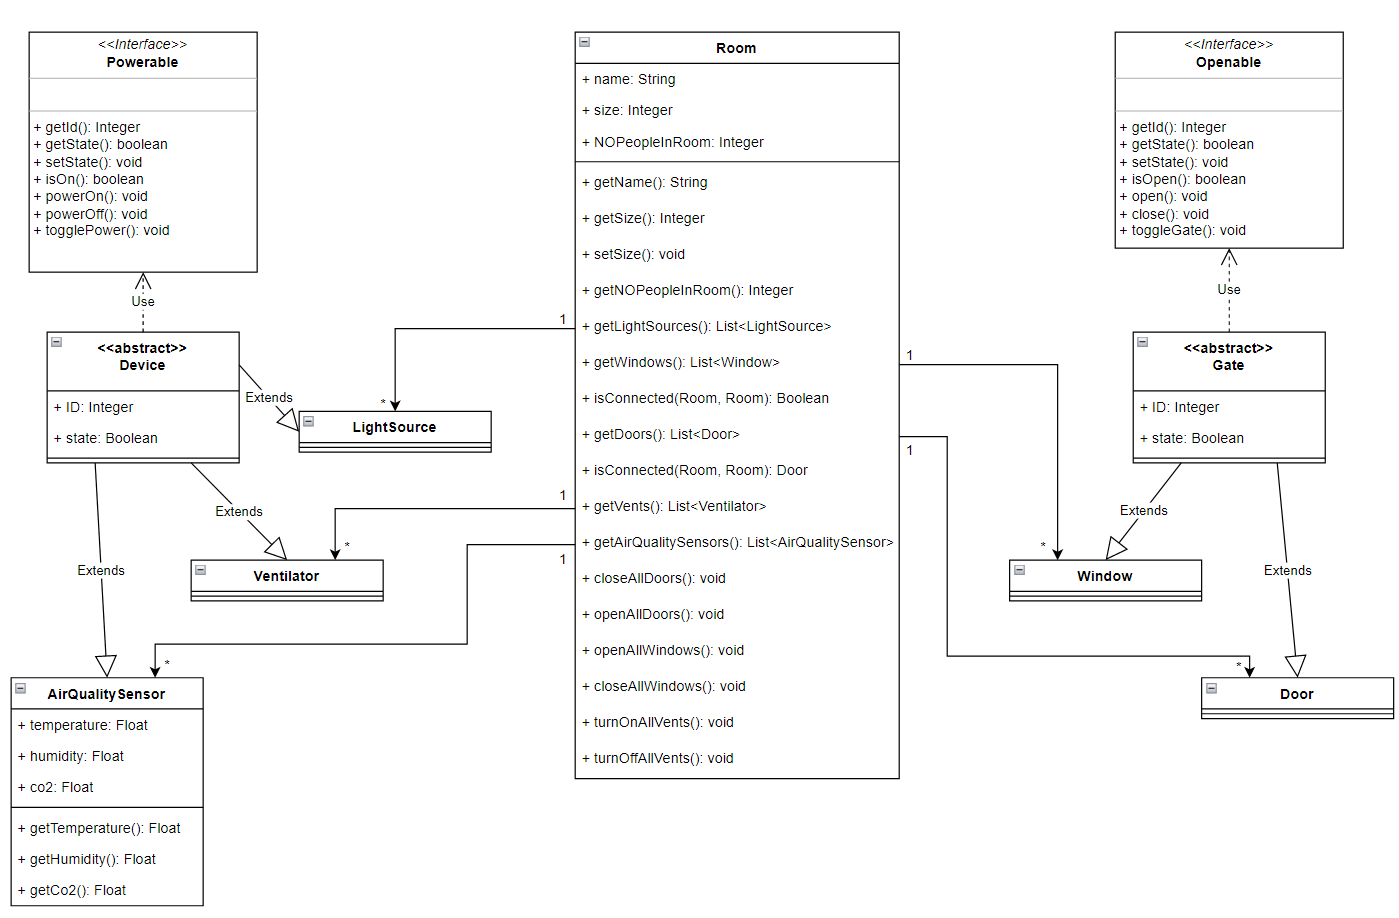 <<Interface>>
Powerable
+ getId(): Integer
+ getState(): boolean
+ setState(): void
+ isOn(): boolean
+ powerOn(): void
+ powerOff(): void
+ togglePower(): void
Use
<<abstract>>
Device
+ ID: Integer
+ state: Boolean
Extends
Extends
Extends
1
*
LightSource
1
*
Ventilator
1
*
AirQualitySensor
+ temperature: Float
+ humidity: Float
+ co2: Float
+ getTemperature(): Float
+ getHumidity(): Float
+ getCo2(): Float
Room
+ name: String
+ size: Integer
+ NOPeopleInRoom: Integer
+ getName(): String
+ getSize(): Integer
+ setSize(): void
+ getNOPeopleInRoom(): Integer
+ getLightSources(): List<LightSource>
+ getWindows(): List<Window>
+ isConnected(Room, Room): Boolean
+ getDoors(): List<Door>
+ isConnected(Room, Room): Door
+ getVents(): List<Ventilator>
+ getAirQualitySensors(): List<AirQualitySensor>
+ closeAllDoors(): void
+ openAllDoors(): void
+ openAllWindows(): void
+ closeAllWindows(): void
+ turnOnAllVents(): void
+ turnOffAllVents(): void
<<Interface>>
Openable
+ getId(): Integer
+ getState(): boolean
+ setState(): void
+ isOpen(): boolean
+ open(): void
+ close(): void
+ toggleGate(): void
Use
<<abstract>>
Gate
+ ID: Integer
+ state: Boolean
Extends
Extends
1
*
Window
1
*
Door